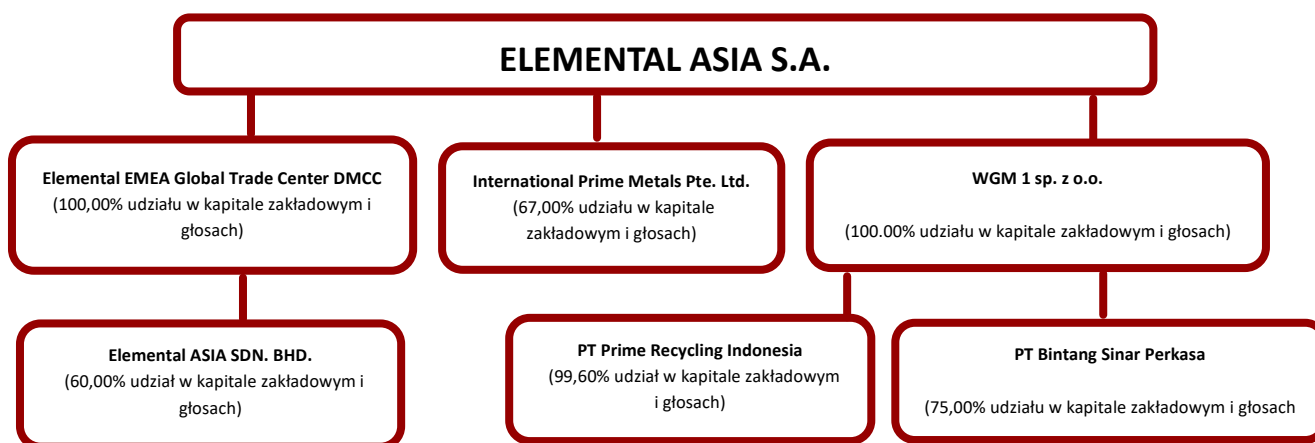 ELEMENTAL ASIA S.A.
Elemental EMEA Global Trade Center DMCC
(100,00% udziału w kapitale zakładowym i
głosach)
International Prime Metals Pte. Ltd.
(67,00% udziału w kapitale
zakładowym i głosach)
WGM 1 sp. z o.o.
(100.00% udziału w kapitale zakładowym i głosach)
Elemental ASIA SDN. BHD.
(60,00% udział w kapitale zakładowym i
głosach)
PT Prime Recycling Indonesia
(99,60% udział w kapitale zakładowym
i głosach)
PT Bintang Sinar Perkasa
(75,00% udziału w kapitale zakładowym i głosach